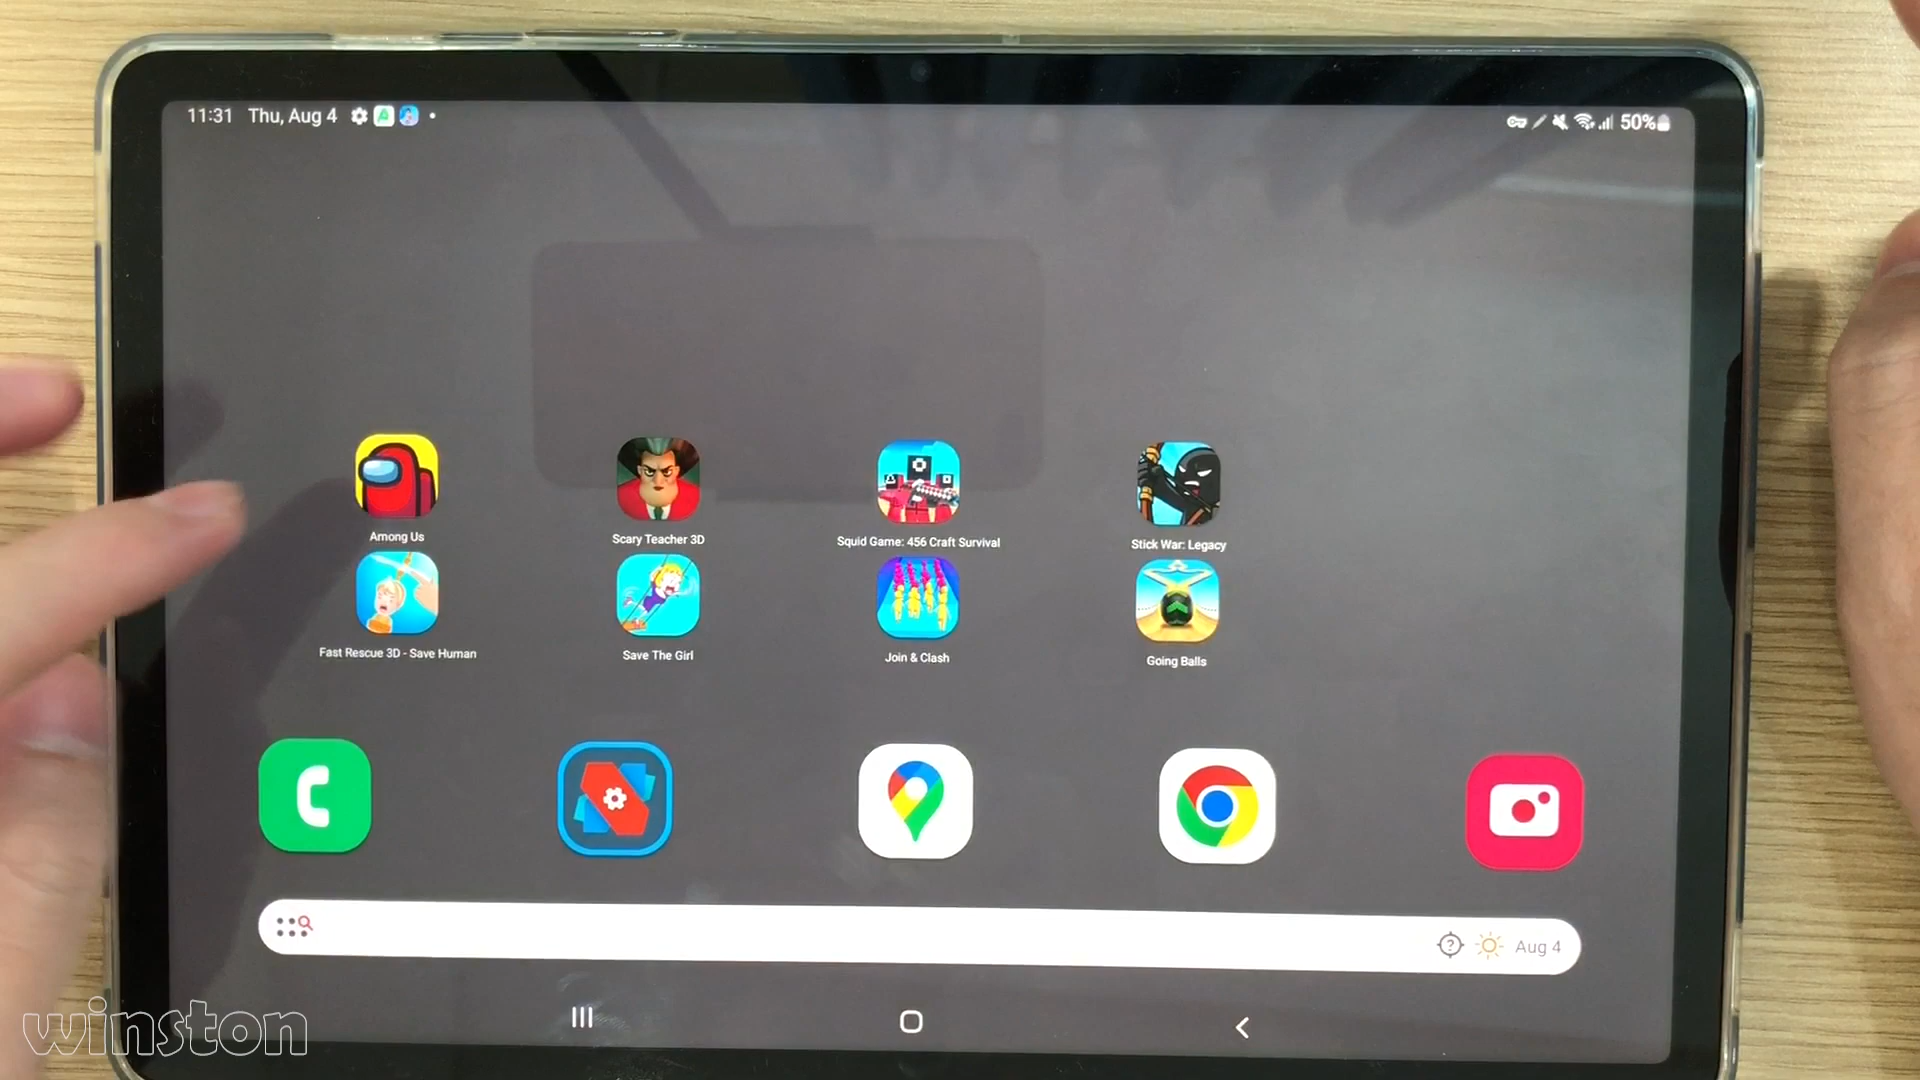 11:31 Thu, Aug 4
50%
Among Us
Scary Teacher 3D
Squid Game: 456 Craft Survival
Stick War: Legacy
Fast Rescue 3D - Save Human
Save The Girl
Join & Clash
Going Balls
Aug 4
winston